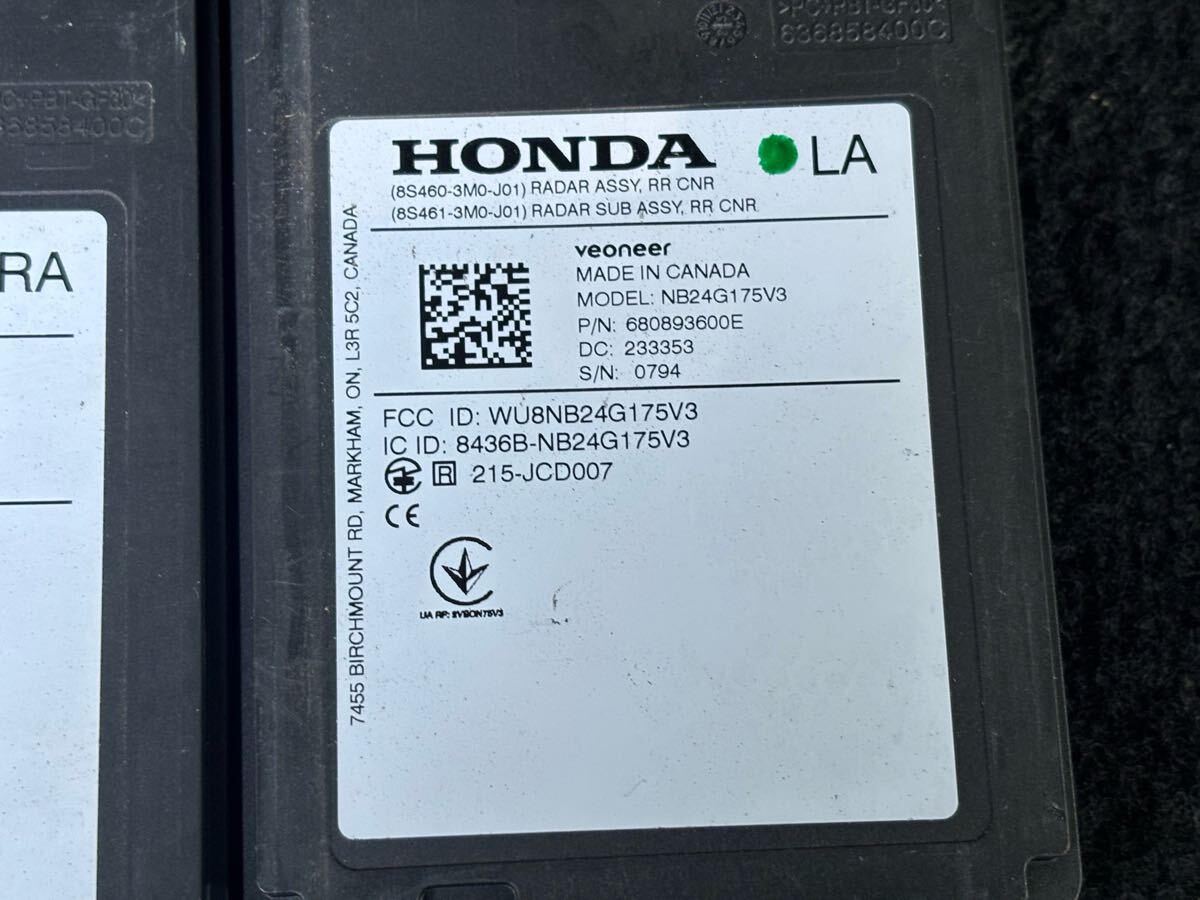 636858400C
RA
HONDA LA
(8S460-3M0-J01) RADAR ASSY, RR CNR
(8S461-3M0-J01) RADAR SUB ASSY, RR CNR
veoneer
MADE IN CANADA
MODEL: NB24G175V3
P/N: 680893600E
DC: 233353
S/N: 0794
7455 BIRCHMOUNT RD, MARKHAM, ON, L3R 5C2, CANADA
FCC ID: WU8NB24G175V3
IC ID: 8436B-NB24G175V3
R 215-JCD007
CE
UA RF: